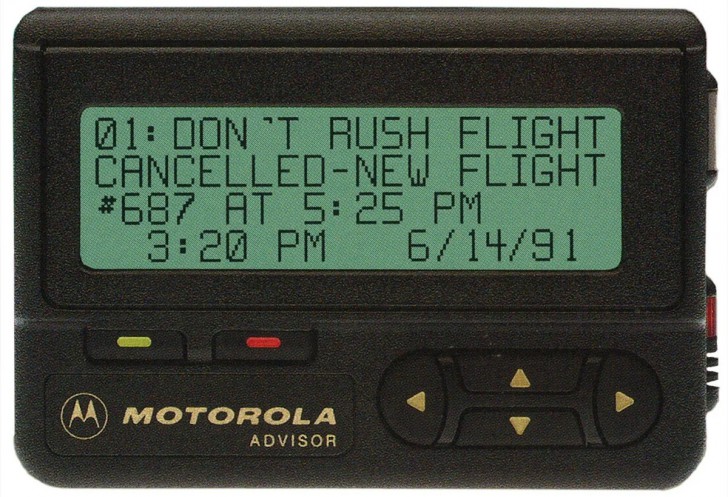 01: DON'T RUSH FLIGHT
CANCELLED-NEW FLIGHT
#687 AT 5:25 PM
3:20 PM 6/14/91
MOTOROLA
ADVISOR